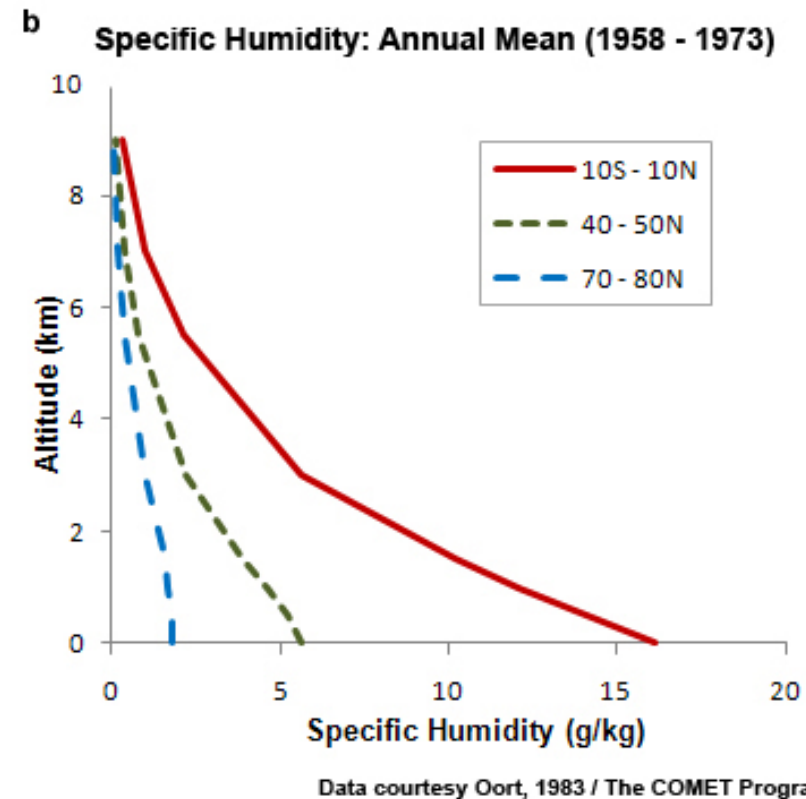 b
Specific Humidity: Annual Mean (1958 - 1973)
10
8
6
4
2
0
Altitude (km)
10S - 10N
40 - 50N
70 - 80N
0 5 10 15 20
Specific Humidity (g/kg)
Data courtesy Oort, 1983 / The COMET Progra